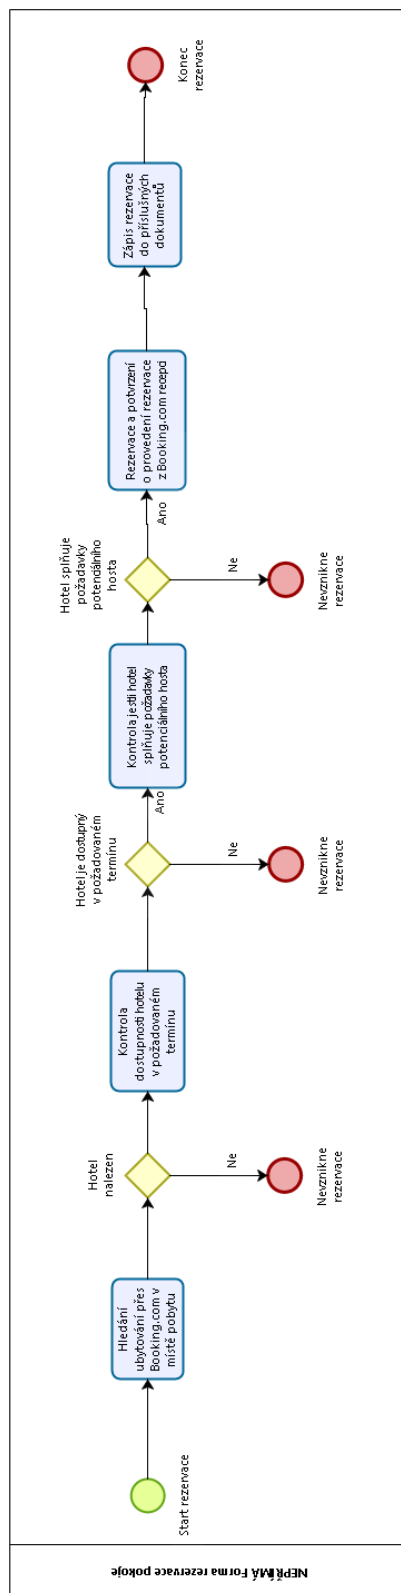 NEPŘÍMÁ Forma rezervace pokoje
Start rezervace
Hledání
ubytování přes
Booking.com v
místě pobytu
Hotel
nalezen
Ne
Nevznikne
rezervace
Kontrola
dostupnosti hotelu
v požadovaném
termínu
Hotel je dostupný
v požadovaném
termínu
Ne
Nevznikne
rezervace
Ano
Kontrola jestli hotel
splňuje požadavky
potenciálního hosta
Hotel splňuje
požadavky
potenciálního
hosta
Ne
Nevznikne
rezervace
Ano
Rezervace a potvrzení
o provedení rezervace
z Booking.com recepci
Zápis rezervace
do příslušných
dokumentů
Konec
rezervace